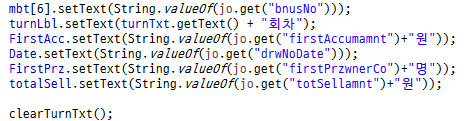 mbt[6].setText(String.valueOf(jo.get("bnusNo")));
turnLbl.setText(turnTxt.getText() + "회차");
FirstAcc.setText(String.valueOf(jo.get("firstAccumamnt")+"원"));
Date.setText(String.valueOf(jo.get("drwNoDate")));
FirstPrz.setText(String.valueOf(jo.get("firstPrzwnerCo")+"명"));
totalSell.setText(String.valueOf(jo.get("totSellamnt")+"원"));
clearTurnTxt();